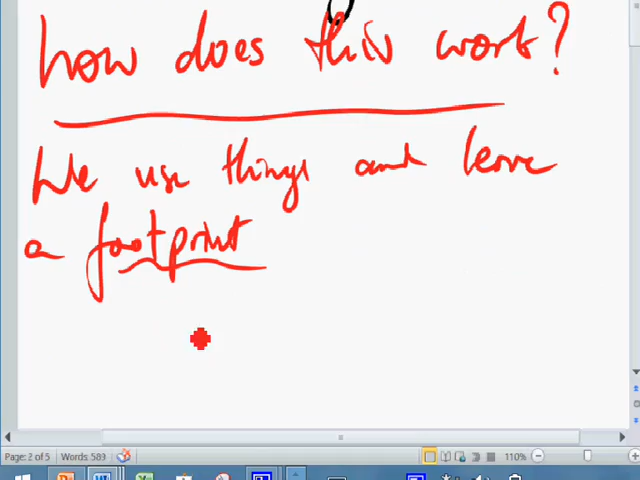 how does this work?
We use things and leave
a footprint
Page: 2 of 5 Words 583 110%